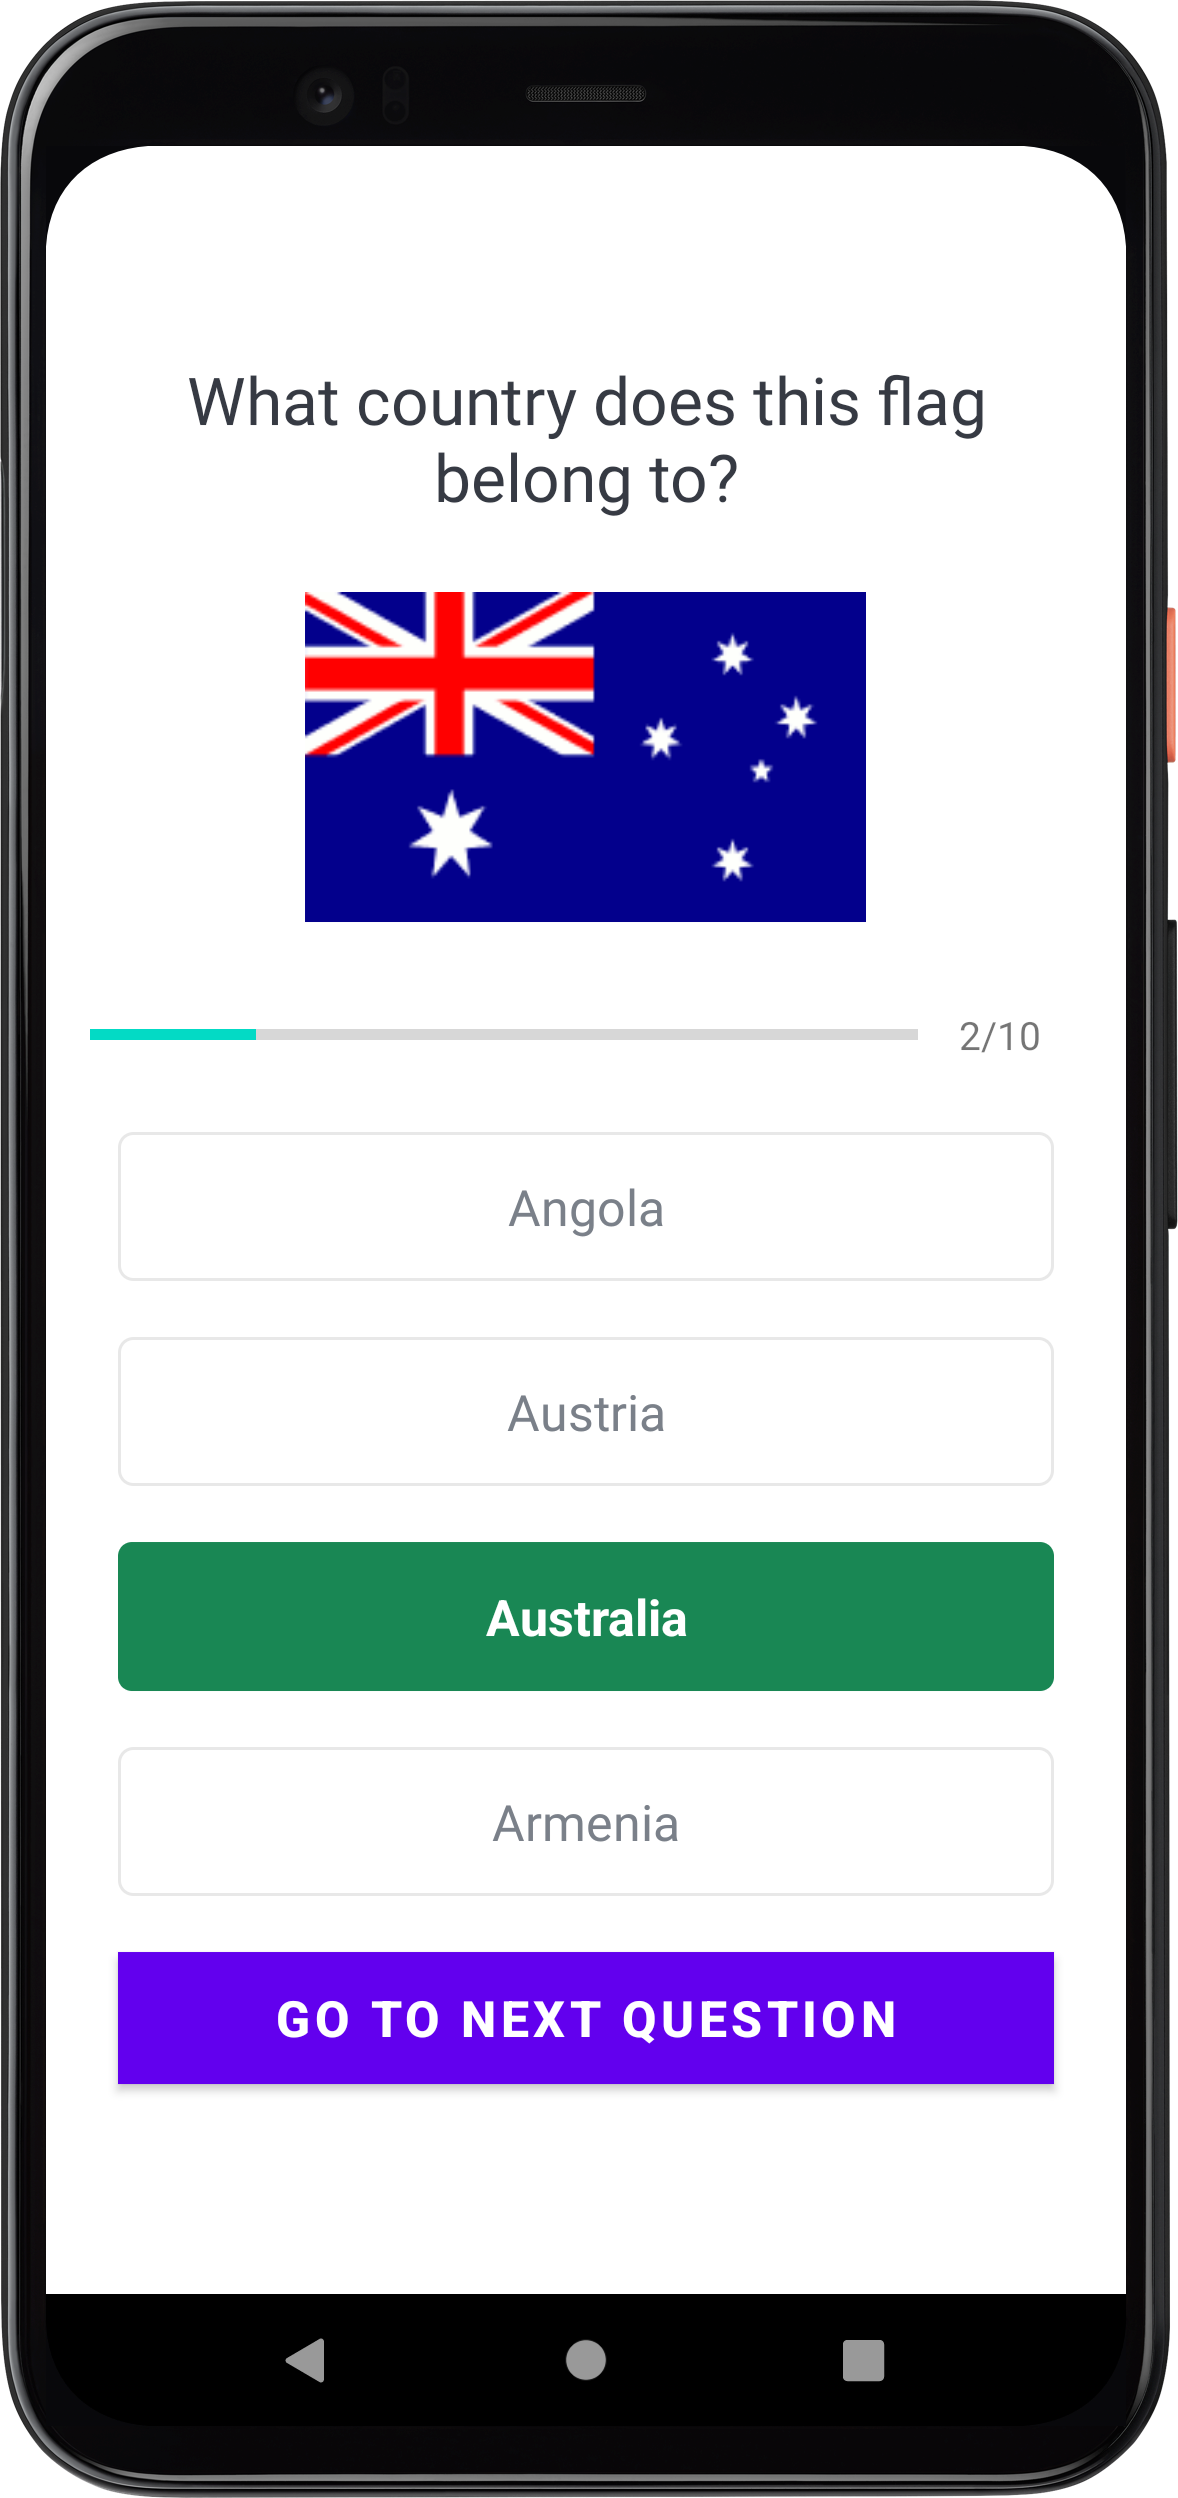 What country does this flag
belong to?
2/10
Angola
Austria
Australia
Armenia
GO TO NEXT QUESTION